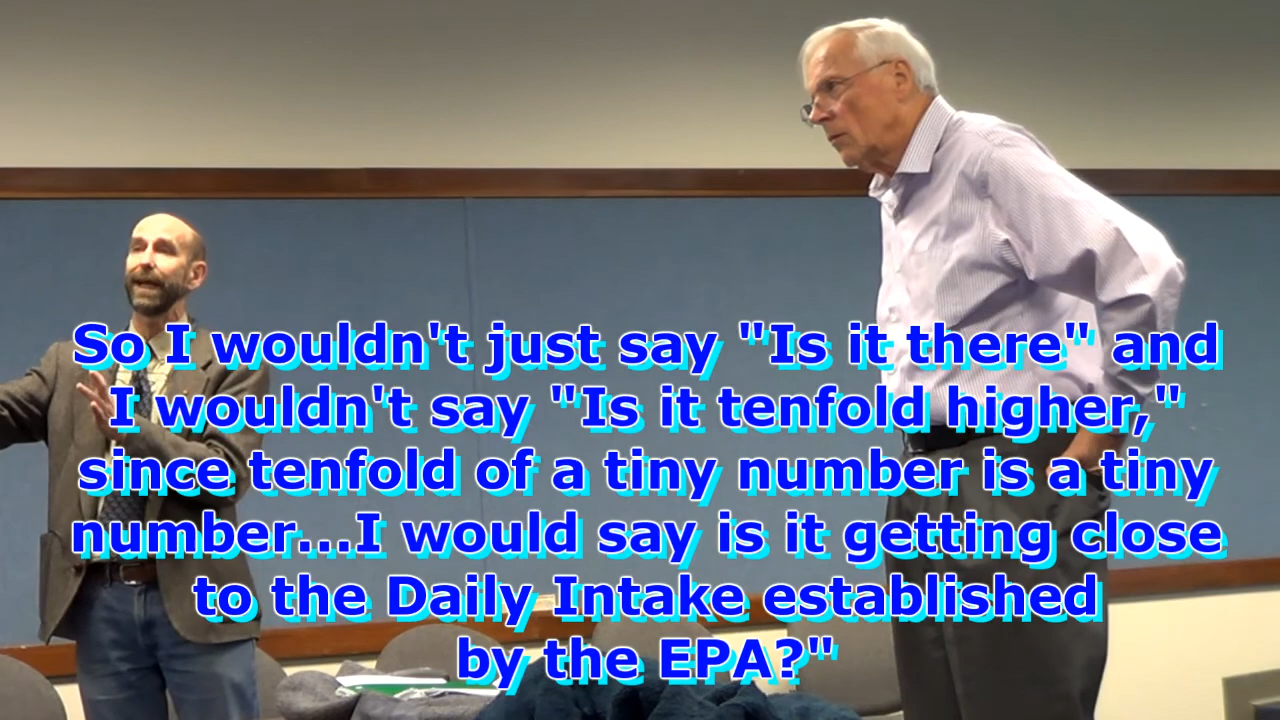 So I wouldn't just say "Is it there" and
I wouldn't say "Is it tenfold higher,"
since tenfold of a tiny number is a tiny
number...I would say is it getting close
to the Daily Intake established
by the EPA?"